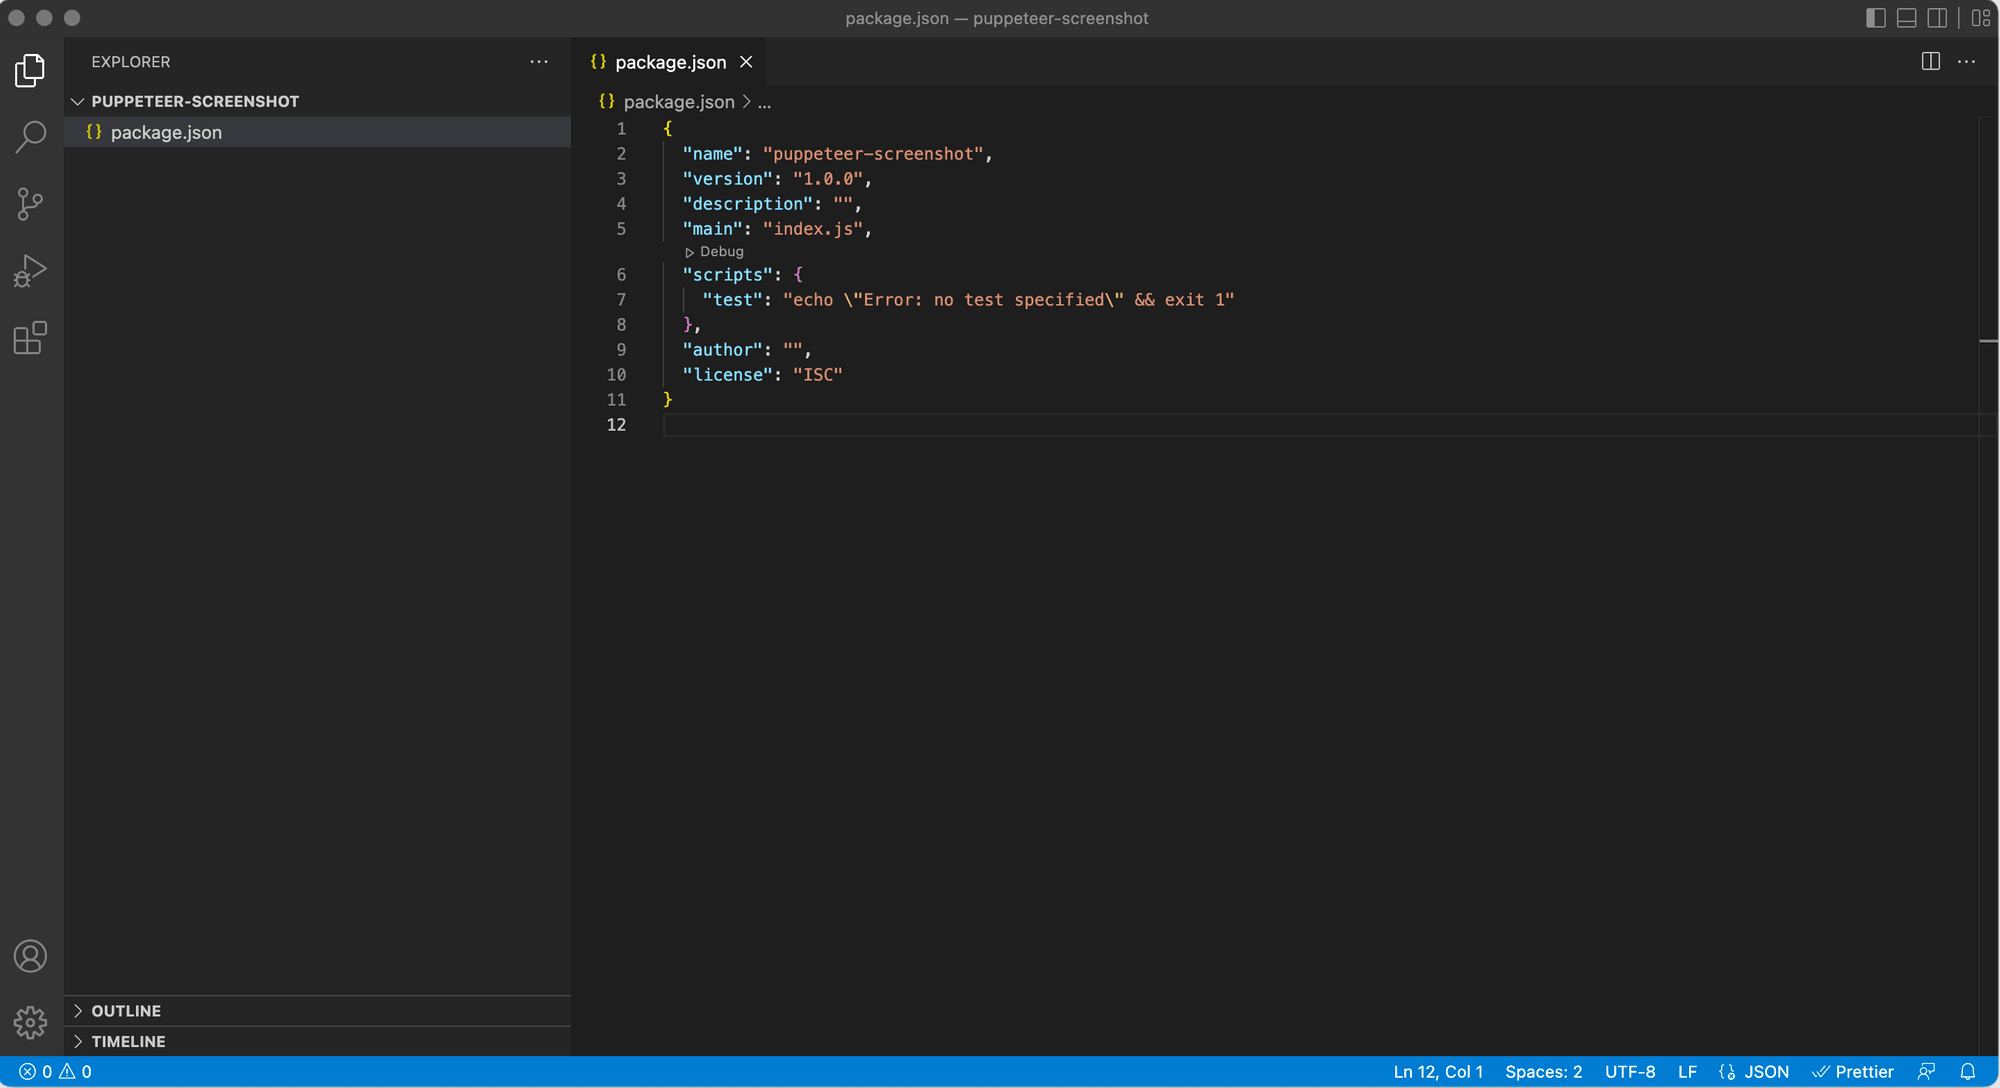 package.json — puppeteer-screenshot
EXPLORER
PUPPETEER-SCREENSHOT
{} package.json
OUTLINE
TIMELINE
{} package.json
{} package.json > ...
1 {
2 "name": "puppeteer-screenshot",
3 "version": "1.0.0",
4 "description": "",
5 "main": "index.js",
Debug
6 "scripts": {
7 "test": "echo \"Error: no test specified\" && exit 1"
8 },
9 "author": "",
10 "license": "ISC"
11 }
12
0 0
Ln 12, Col 1 Spaces: 2 UTF-8 LF JSON Prettier